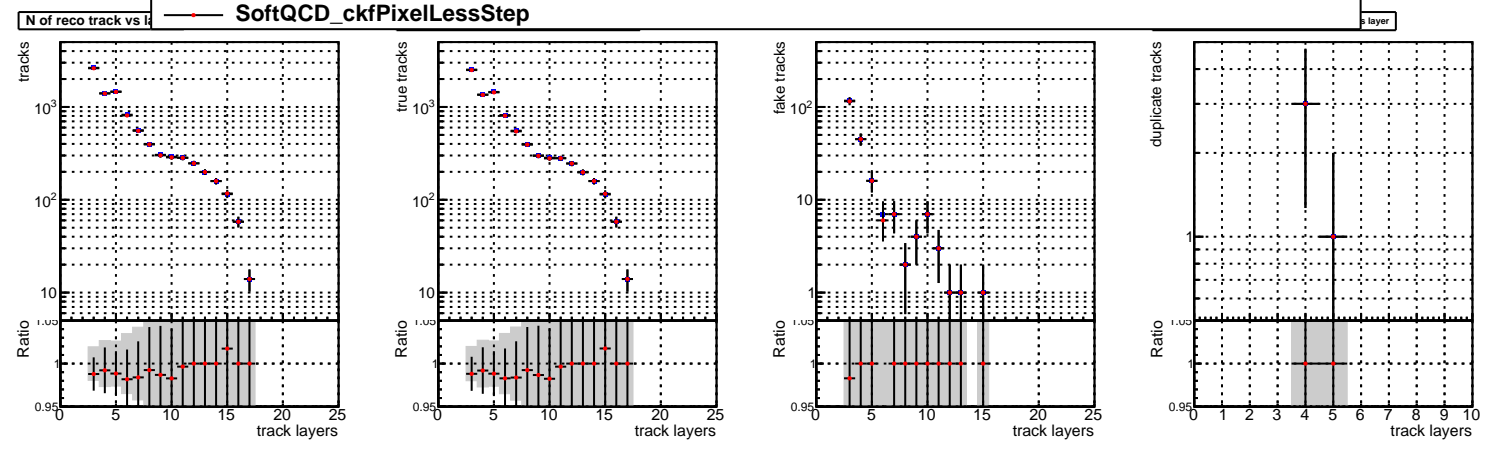 SoftQCD_ckfPixelLessStep
N of reco track vs la
s layer
tracks
10³
10²
10
Ratio
1.05
1
0.95
0 5 10 15 20 25
track layers
true tracks
10³
10²
10
Ratio
1.05
1
0.95
0 5 10 15 20 25
track layers
fake tracks
10²
10
1
Ratio
1.05
1
0.95
0 5 10 15 20 25
track layers
duplicate tracks
1
Ratio
1.05
1
0.95
0 1 2 3 4 5 6 7 8 9 10
track layers